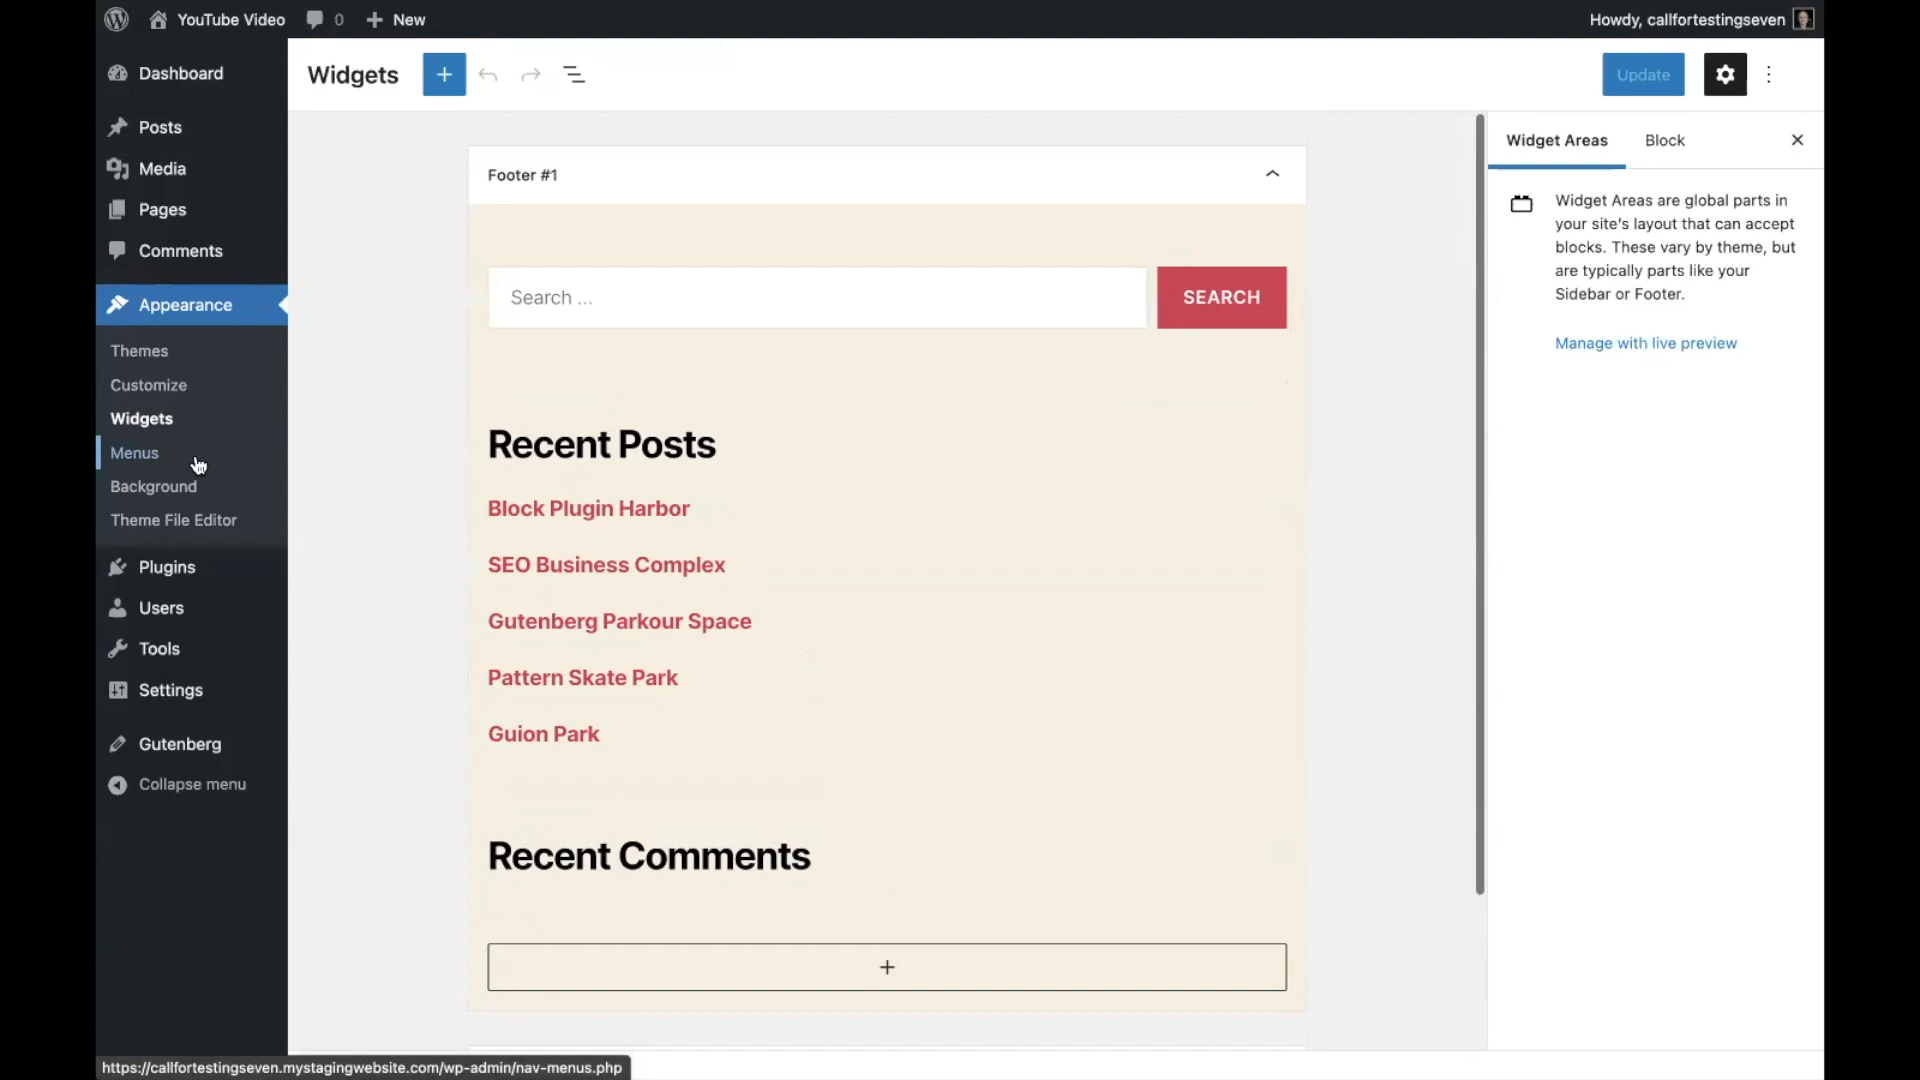 YouTube Video
0
New
Howdy, callfortestingseven
Dashboard
Posts
Media
Pages
Comments
Appearance
Themes
Customize
Widgets
Menus
Background
Theme File Editor
Plugins
Users
Tools
Settings
Gutenberg
Collapse menu
Widgets
Update
Footer #1
Search ...
SEARCH
Recent Posts
Block Plugin Harbor
SEO Business Complex
Gutenberg Parkour Space
Pattern Skate Park
Guion Park
Recent Comments
Widget Areas
Block
Widget Areas are global parts in
your site's layout that can accept
blocks. These vary by theme, but
are typically parts like your
Sidebar or Footer.
Manage with live preview
https://callfortestingseven.mystagingwebsite.com/wp-admin/nav-menus.php